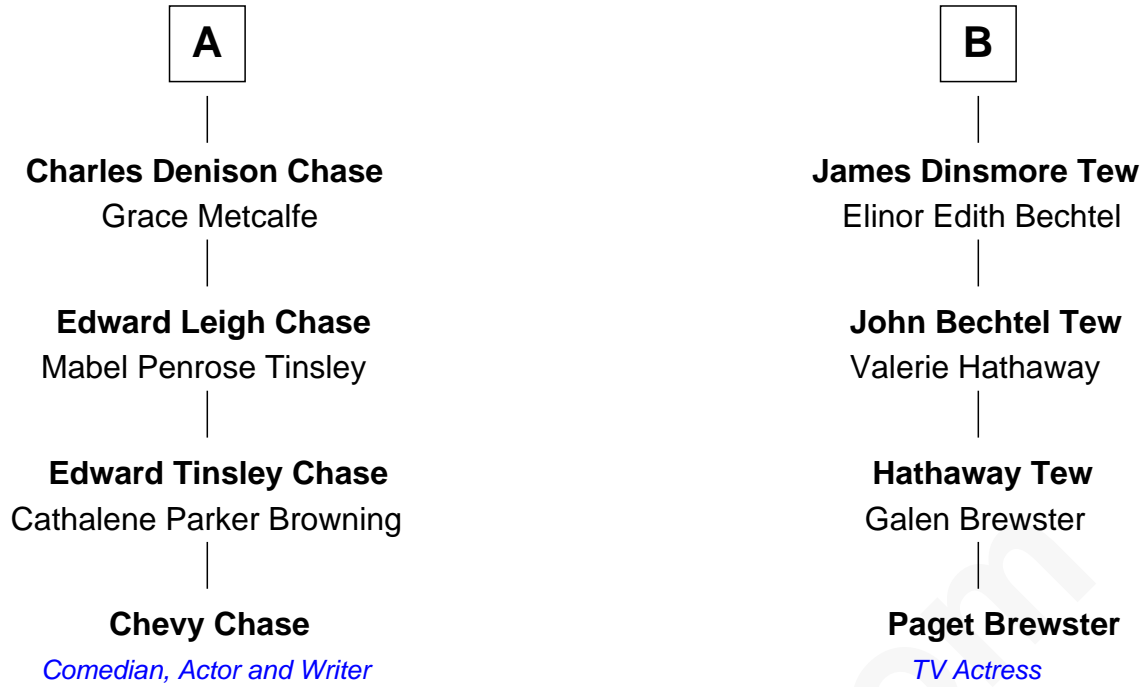 A
Charles Denison Chase
Grace Metcalfe
Edward Leigh Chase
Mabel Penrose Tinsley
Edward Tinsley Chase
Cathalene Parker Browning
Chevy Chase
Comedian, Actor and Writer
B
James Dinsmore Tew
Elinor Edith Bechtel
John Bechtel Tew
Valerie Hathaway
Hathaway Tew
Galen Brewster
Paget Brewster
TV Actress